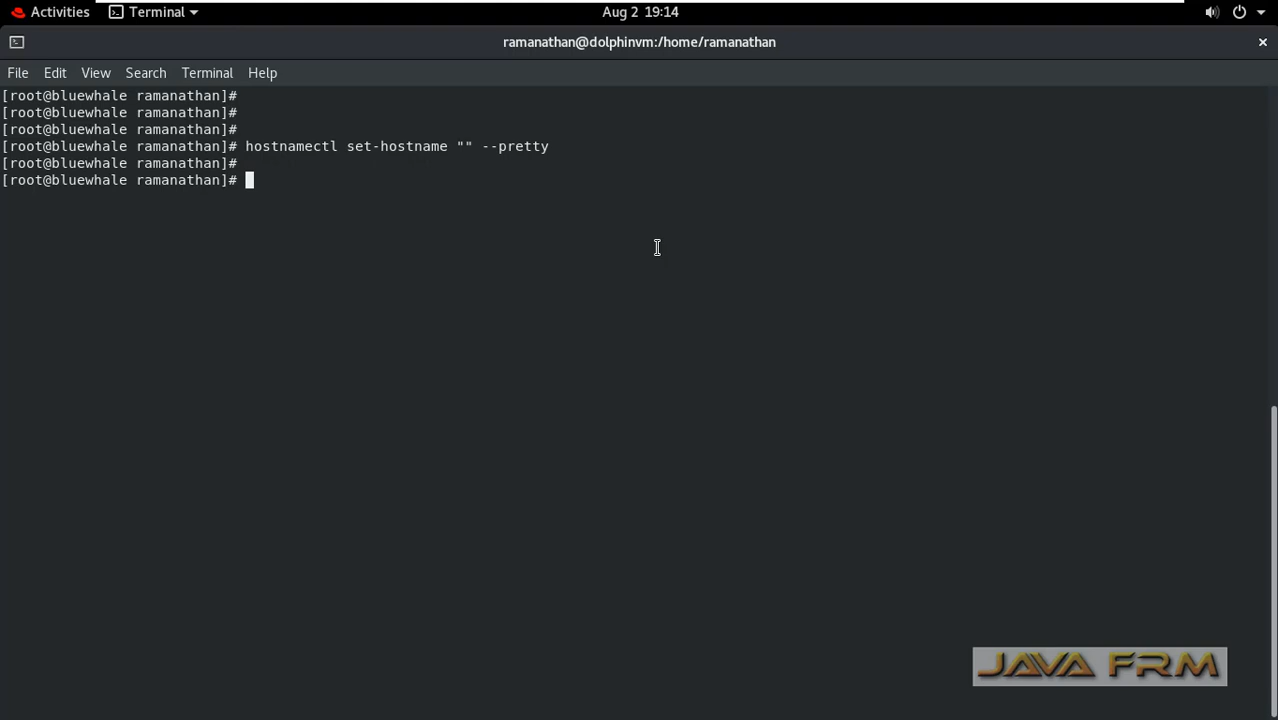 Activities Terminal Aug 2 19:14
ramanathan@dolphinvm:/home/ramanathan
File Edit View Search Terminal Help
[root@bluewhale ramanathan]#
[root@bluewhale ramanathan]#
[root@bluewhale ramanathan]#
[root@bluewhale ramanathan]# hostnamectl set-hostname "" --pretty
[root@bluewhale ramanathan]#
[root@bluewhale ramanathan]#
JAVA FRM